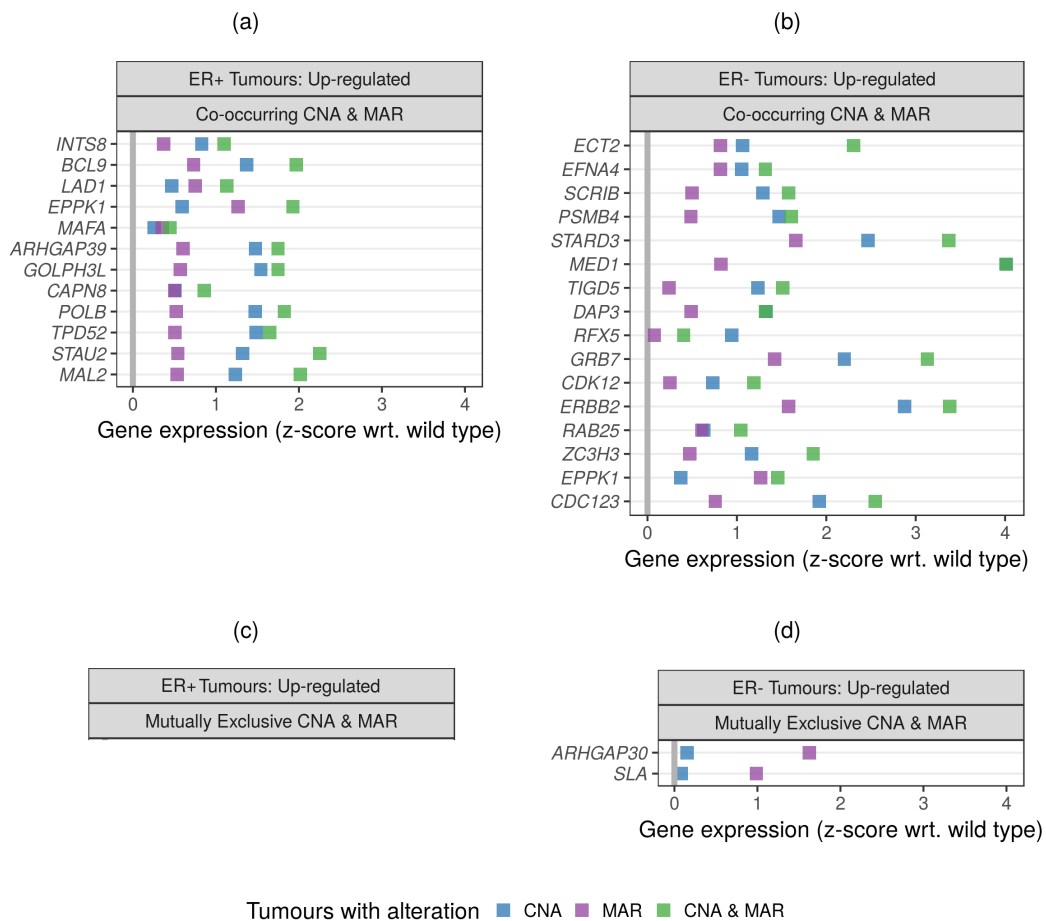 (a)
ER+ Tumours: Up-regulated
Co-occurring CNA & MAR
INTS8
BCL9
LAD1
EPPK1
MAFA
ARHGAP39
GOLPH3L
CAPN8
POLB
TPD52
STAU2
MAL2
0 1 2 3 4
Gene expression (z-score wrt. wild type)
(b)
ER- Tumours: Up-regulated
Co-occurring CNA & MAR
ECT2
EFNA4
SCRIB
PSMB4
STARD3
MED1
TIGD5
DAP3
RFX5
GRB7
CDK12
ERBB2
RAB25
ZC3H3
EPPK1
CDC123
0 1 2 3 4
Gene expression (z-score wrt. wild type)
(c)
ER+ Tumours: Up-regulated
Mutually Exclusive CNA & MAR
(d)
ER- Tumours: Up-regulated
Mutually Exclusive CNA & MAR
ARHGAP30
SLA
0 1 2 3 4
Gene expression (z-score wrt. wild type)
Tumours with alteration CNA MAR CNA & MAR